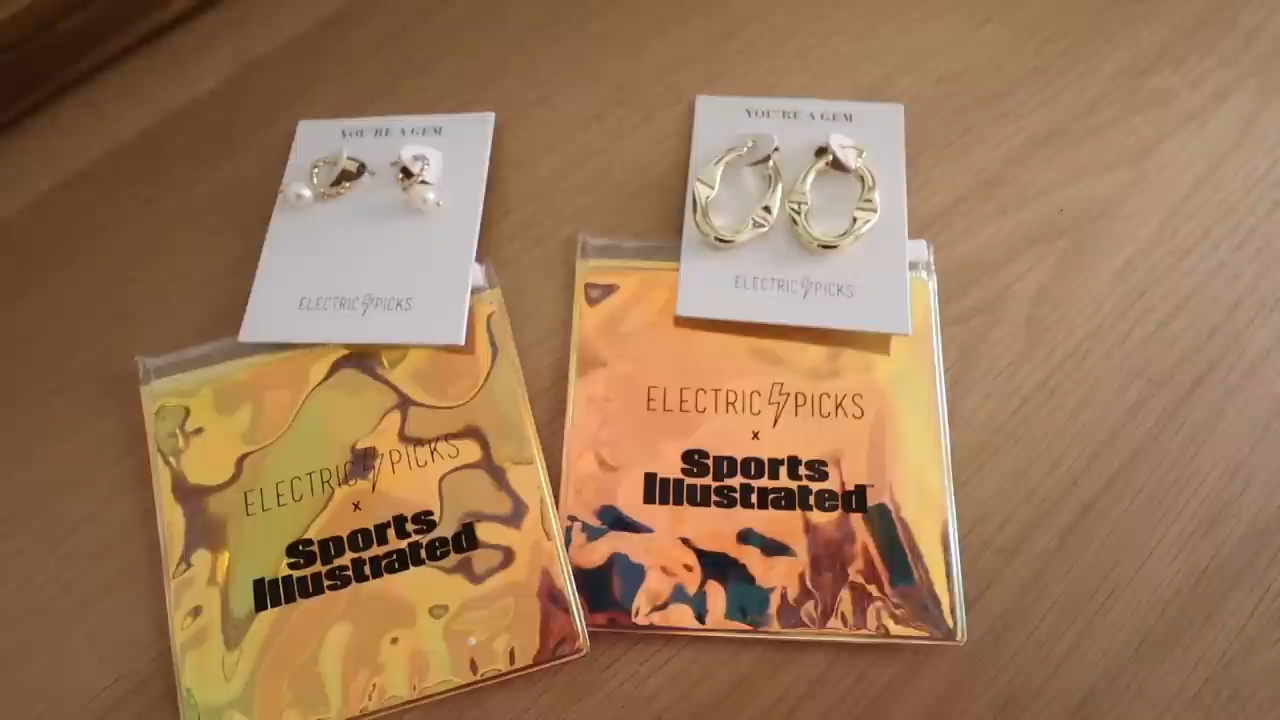 YOU'RE A GEM
ELECTRIC PICKS
YOU'RE A GEM
ELECTRIC PICKS
ELECTRIC PICKS
x
Sports
Illustrated
ELECTRIC PICKS
x
Sports
Illustrated